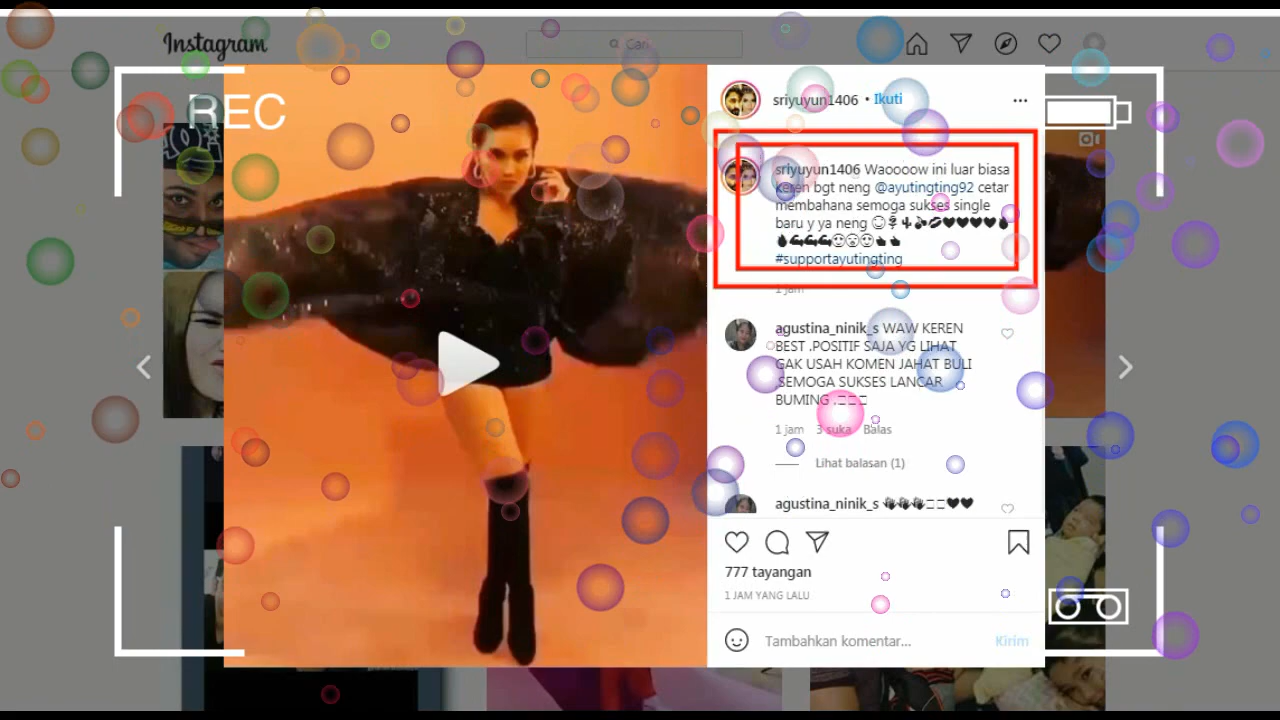 Instagram
Cari
REC
sriyuyun1406 • Ikuti
sriyuyun1406 Waooooow ini luar biasa
keren bgt neng @ayutingting92 cetar
membahana semoga sukses single
baru y ya neng
#supportayutingting
1 jam
agustina_ninik_s WAW KEREN
BEST .POSITIF SAJA YG LIHAT
GAK USAH KOMEN JAHAT BULI
.SEMOGA SUKSES LANCAR
BUMING .
1 jam 3 suka Balas
Lihat balasan (1)
agustina_ninik_s
777 tayangan
1 JAM YANG LALU
Tambahkan komentar... Kirim